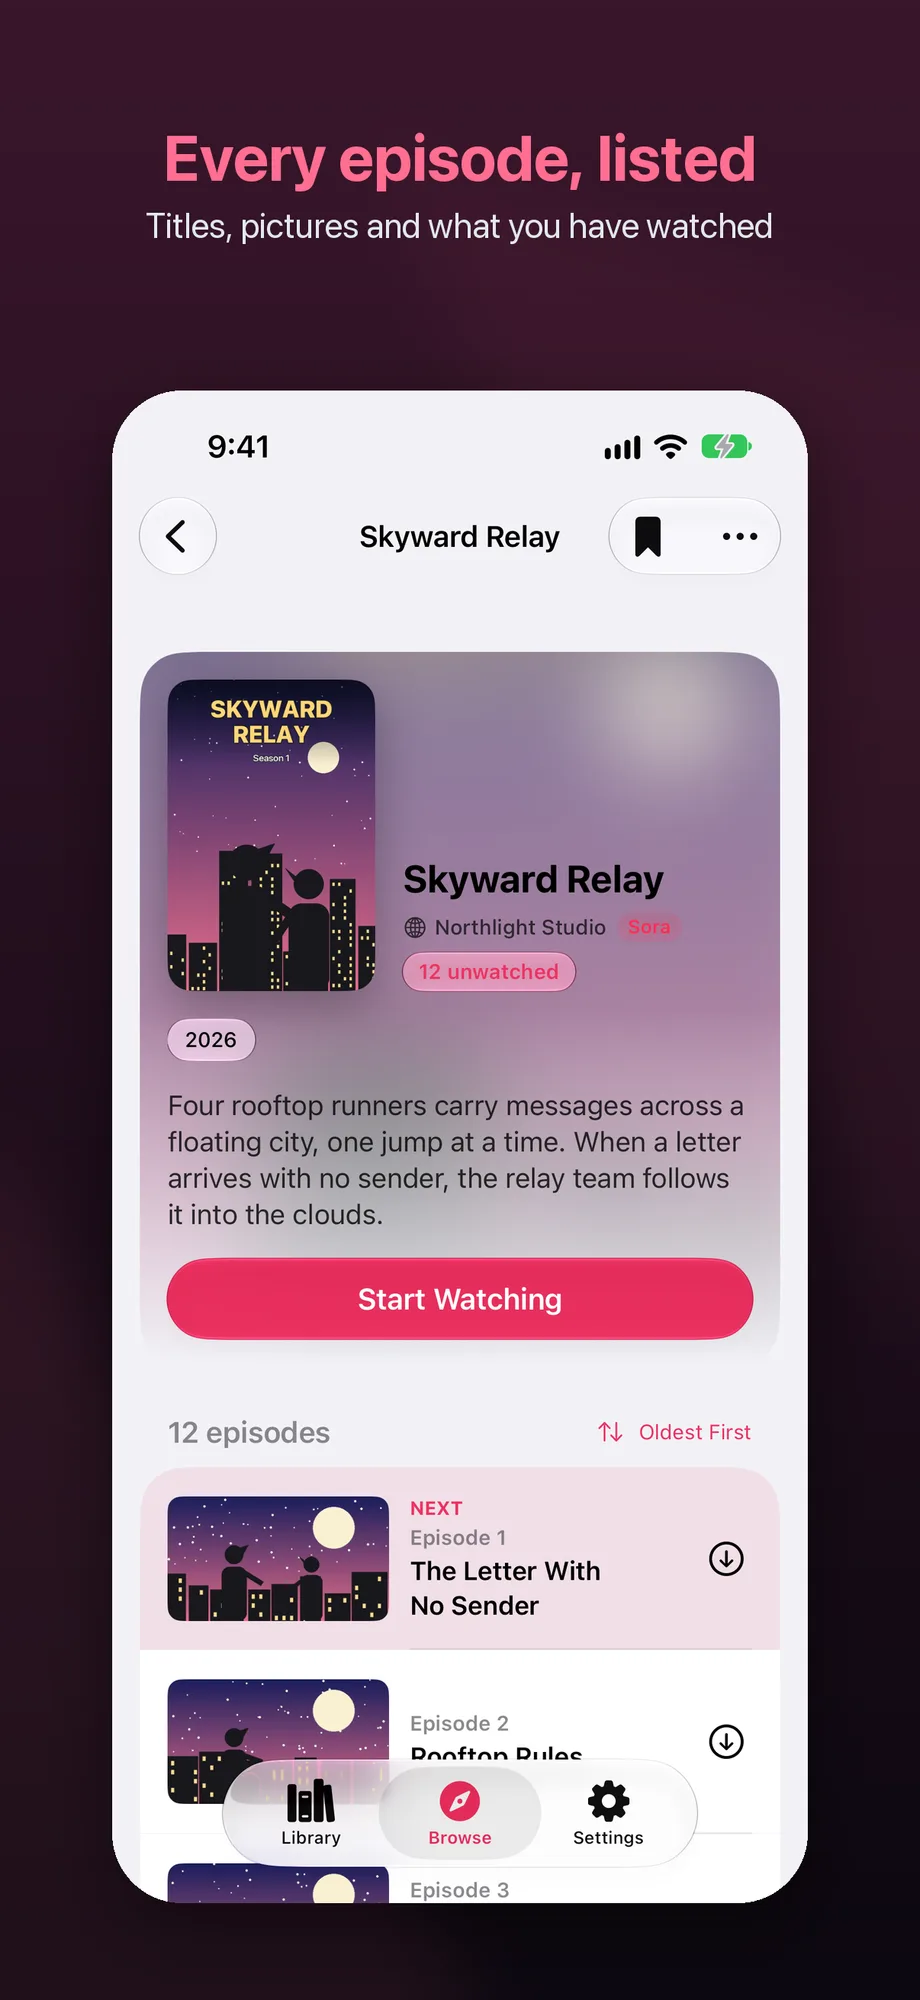 Every episode, listed
Titles, pictures and what you have watched
9:41
Skyward Relay
SKYWARD
RELAY
Season 1
Skyward Relay
Northlight Studio Sora
12 unwatched
2026
Four rooftop runners carry messages across a
floating city, one jump at a time. When a letter
arrives with no sender, the relay team follows
it into the clouds.
Start Watching
12 episodes Oldest First
NEXT
Episode 1
The Letter With
No Sender
Episode 2
Rooftop Rules
Library Browse Settings
Episode 3